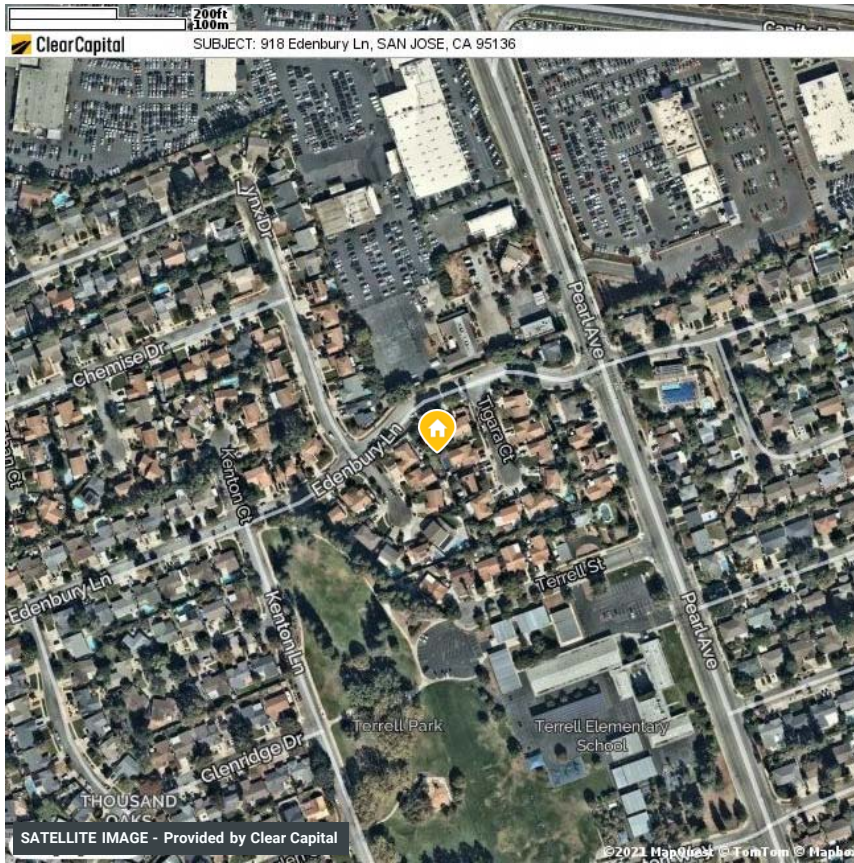 200ft
100m
ClearCapital
SUBJECT: 918 Edenbury Ln, SAN JOSE, CA 95136
Lynx Dr
Pearl Ave
Chemise Dr
Tigara Ct
Edenbury Ln
Kenton Ct
Terrell St
Edenbury Ln
Kenton Ln
Pearl Ave
Terrell Park
Terrell Elementary
School
Glenridge Dr
THOUSAND
OAKS
SATELLITE IMAGE - Provided by Clear Capital
©2021 MapQuest © TomTom © Mapbo